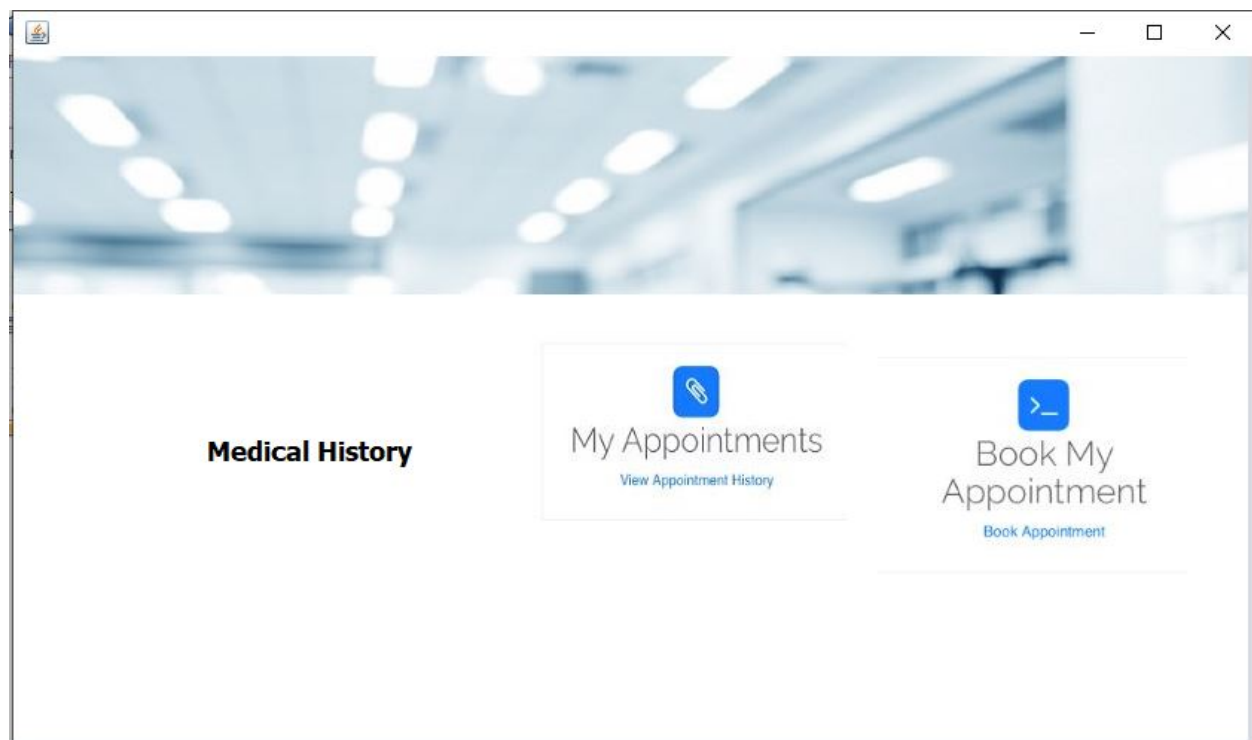 Medical History
My Appointments
View Appointment History
Book My
Appointment
Book Appointment